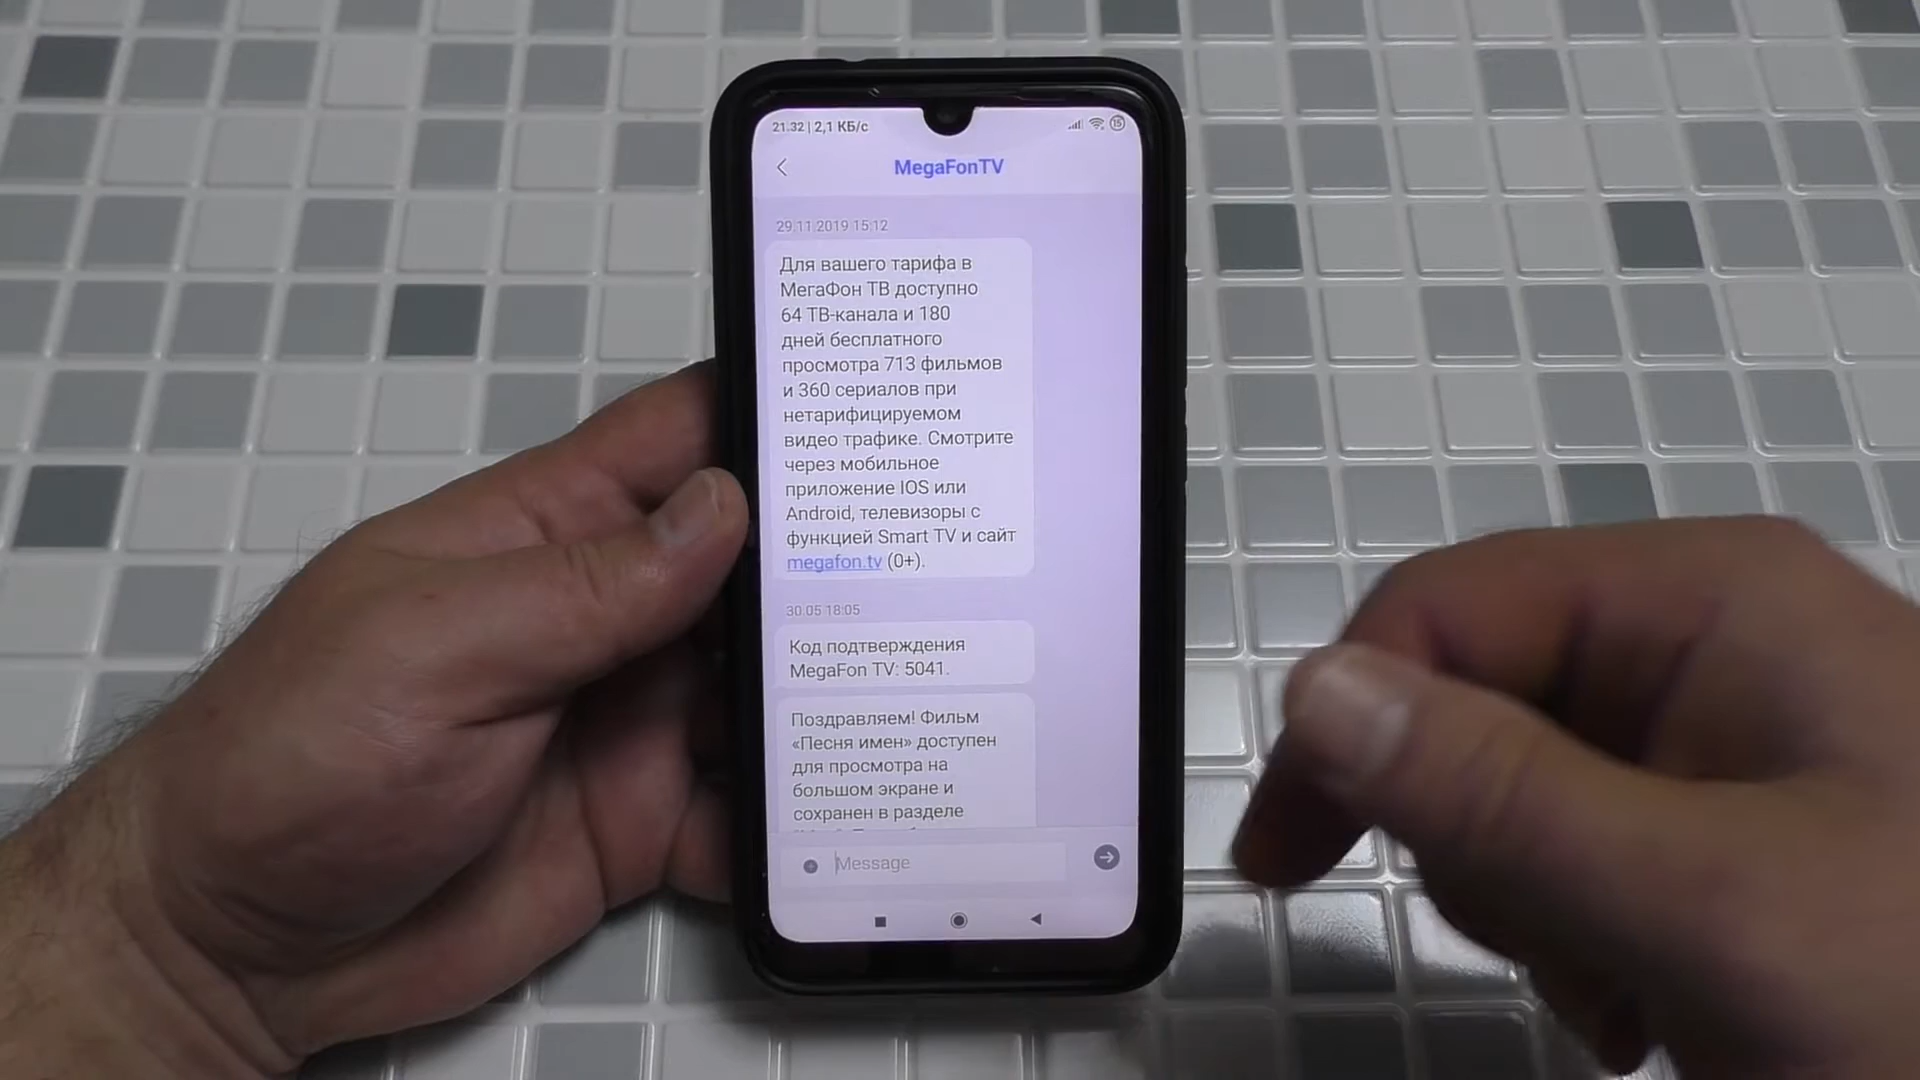 21.32 | 2,1 КБ/с
15
MegaFonTV
29.11.2019 15:12
Для вашего тарифа в
МегаФон ТВ доступно
64 ТВ-канала и 180
дней бесплатного
просмотра 713 фильмов
и 360 сериалов при
нетарифицируемом
видео трафике. Смотрите
через мобильное
приложение IOS или
Android, телевизоры с
функцией Smart TV и сайт
megafon.tv (0+).
30.05 18:05
Код подтверждения
MegaFon TV: 5041.
Поздравляем! Фильм
«Песня имен» доступен
для просмотра на
большом экране и
сохранен в разделе
Message